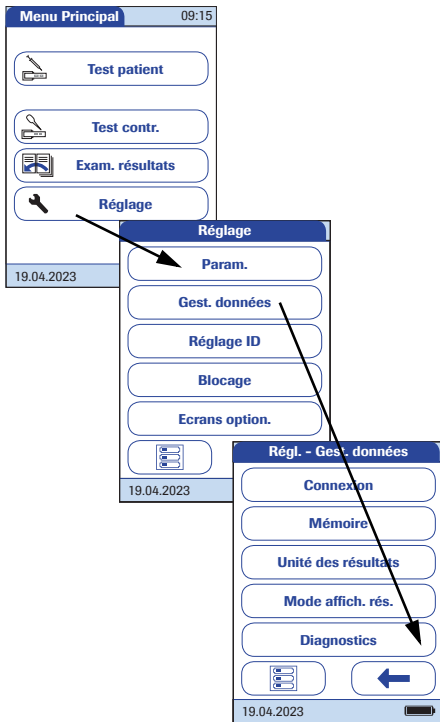 Menu Principal 09:15
Test patient
Test contr.
Exam. résultats
Réglage
19.04.2023
Réglage
Param.
Gest. données
Réglage ID
Blocage
Ecrans option.
19.04.2023
Régl. - Gest. données
Connexion
Mémoire
Unité des résultats
Mode affich. rés.
Diagnostics
19.04.2023